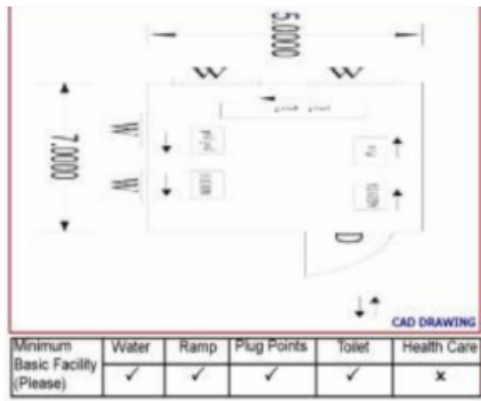 5.0000
W W
W
7.0000
W
D
CAD DRAWING
Minimum Basic Facility (Please) Water Ramp Plug Points Toilet Health Care
✓ ✓ ✓ ✓ x